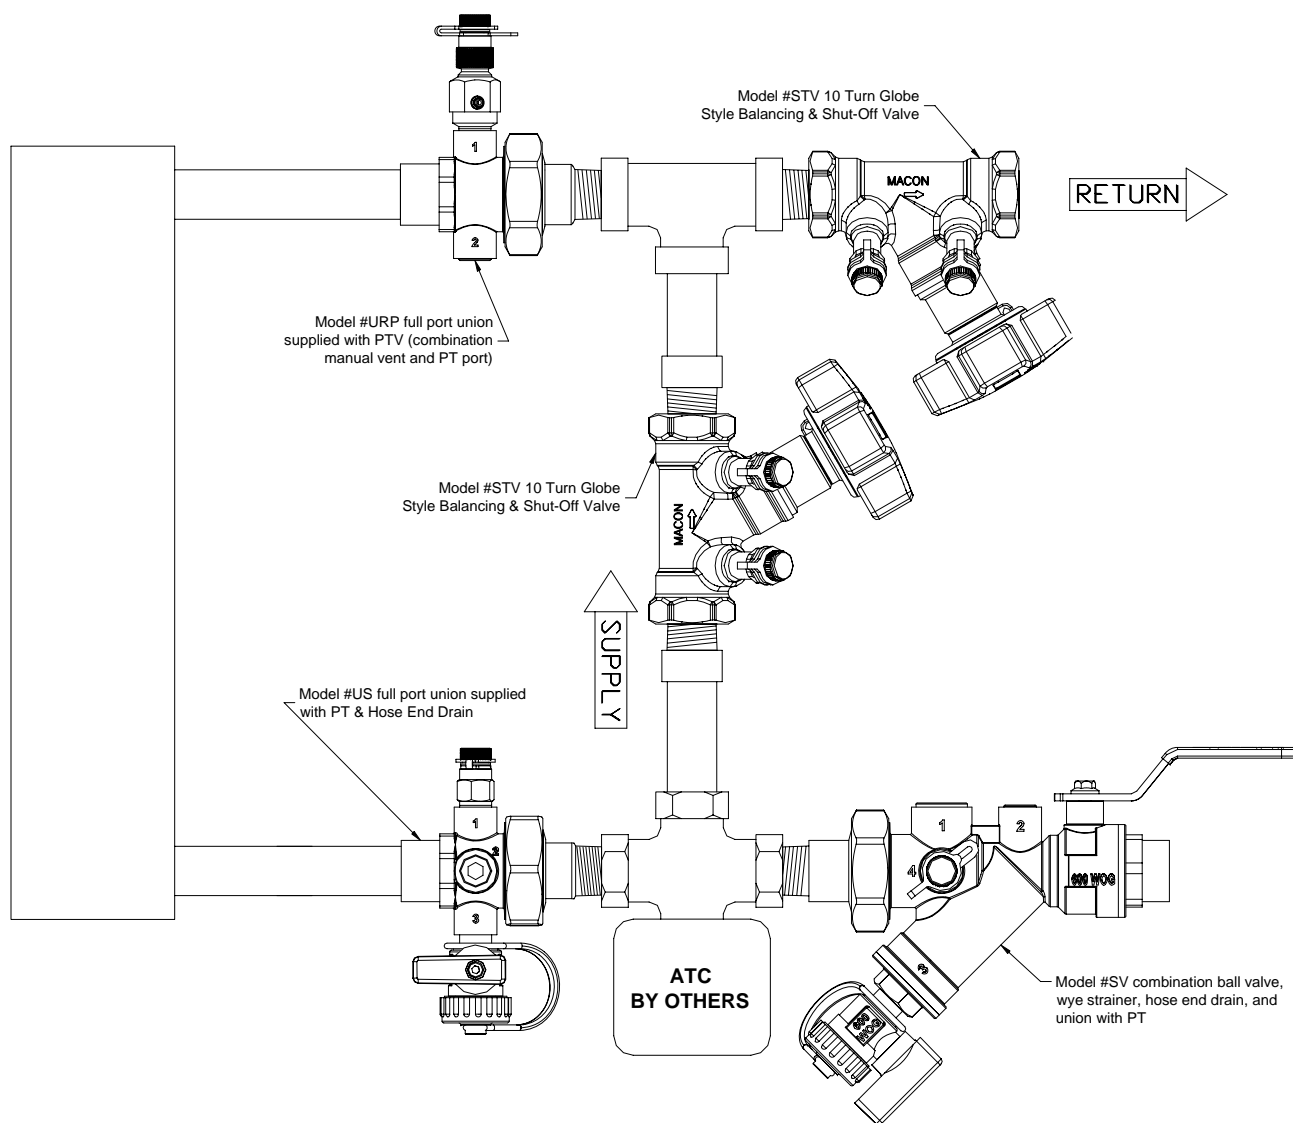 1
2
Model #STV 10 Turn Globe
Style Balancing & Shut-Off Valve
MACON
RETURN
Model #URP full port union
supplied with PTV (combination
manual vent and PT port)
Model #STV 10 Turn Globe
Style Balancing & Shut-Off Valve
MACON
SUPPLY
Model #US full port union supplied
with PT & Hose End Drain
1
2
3
1
2
4
600 WOG
3
600
WOG
ATC
BY OTHERS
Model #SV combination ball valve,
wye strainer, hose end drain, and
union with PT